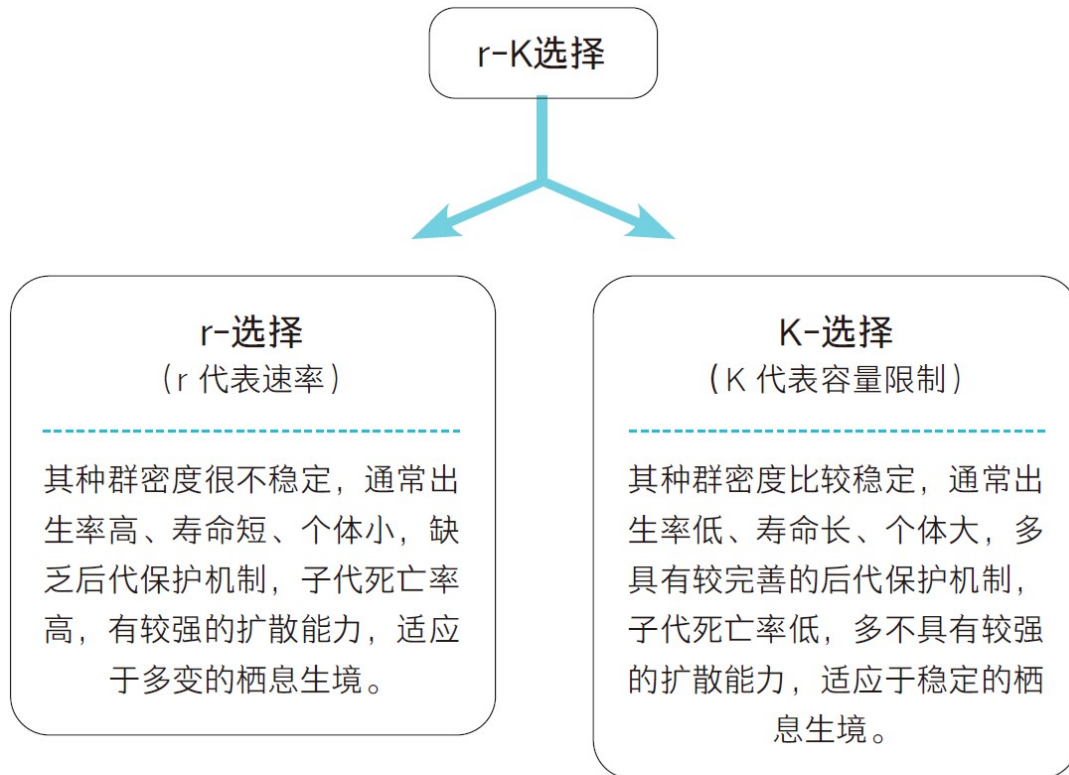 r-K选择
r-选择
（r 代表速率）
其种群密度很不稳定，通常出
生率高、寿命短、个体小，缺
乏后代保护机制，子代死亡率
高，有较强的扩散能力，适应
于多变的栖息生境。
K-选择
（K 代表容量限制）
其种群密度比较稳定，通常出
生率低、寿命长、个体大，多
具有较完善的后代保护机制，
子代死亡率低，多不具有较强
的扩散能力，适应于稳定的栖
息生境。